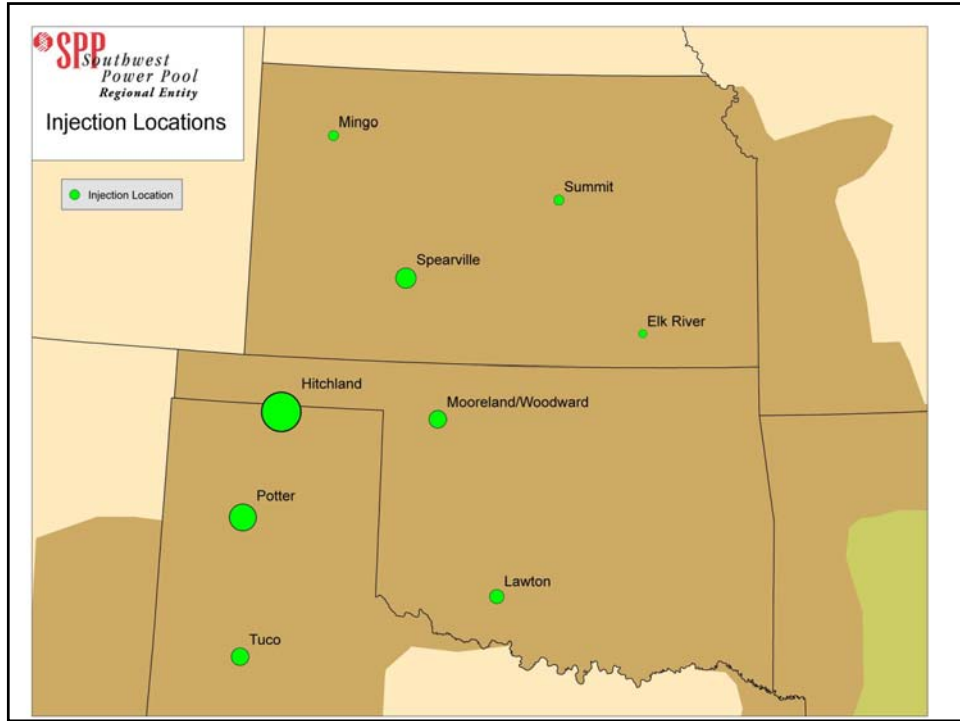 SPP
Southwest
Power Pool
Regional Entity
Injection Locations
Injection Location
Mingo
Summit
Spearville
Elk River
Hitchland
Mooreland/Woodward
Potter
Lawton
Tuco